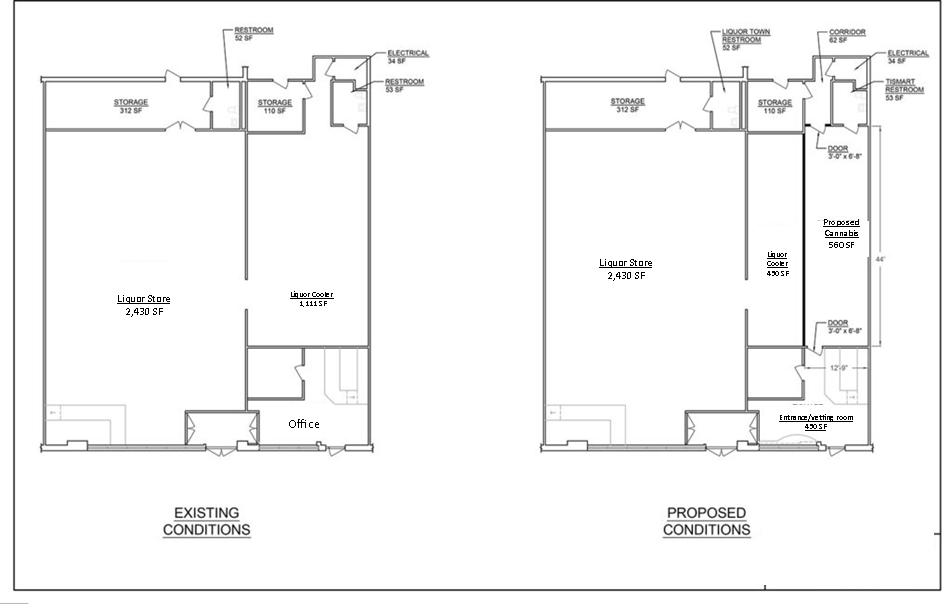 RESTROOM
52 SF
ELECTRICAL
34 SF
RESTROOM
53 SF
STORAGE
312 SF
STORAGE
110 SF
Liquor Store
2,430 SF
Liquor Cooler
1,111 SF
Office
EXISTING
CONDITIONS
LIQUOR TOWN
RESTROOM
52 SF
CORRIDOR
62 SF
ELECTRICAL
34 SF
TISMART
RESTROOM
53 SF
STORAGE
312 SF
STORAGE
110 SF
DOOR
3'-0" x 6'-8"
Proposed
Cannabis
560 SF
Liquor Store
2,430 SF
Liquor
Cooler
490 SF
44'
DOOR
3'-0" x 6'-8"
12'-9"
Entrance/vetting room
490 SF
PROPOSED
CONDITIONS